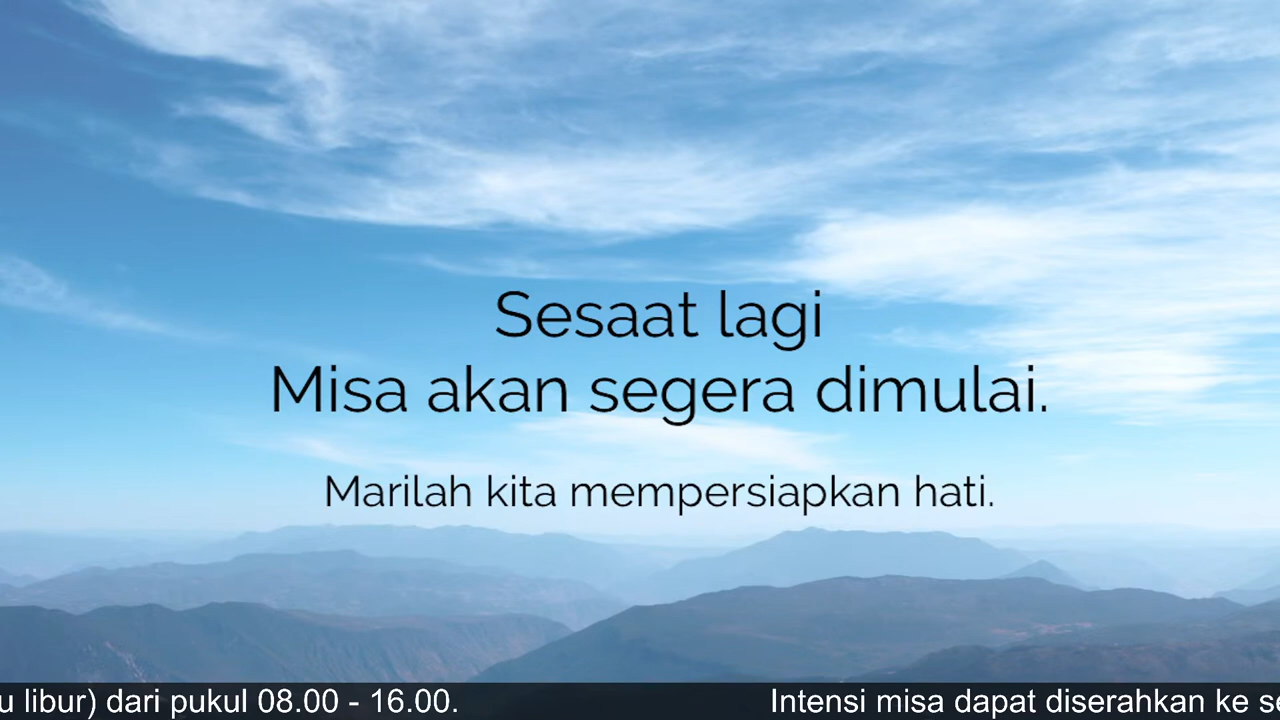 Sesaat lagi
Misa akan segera dimulai.
Marilah kita mempersiapkan hati.
libur) dari pukul 08.00 - 16.00. Intensi misa dapat diserahkan ke